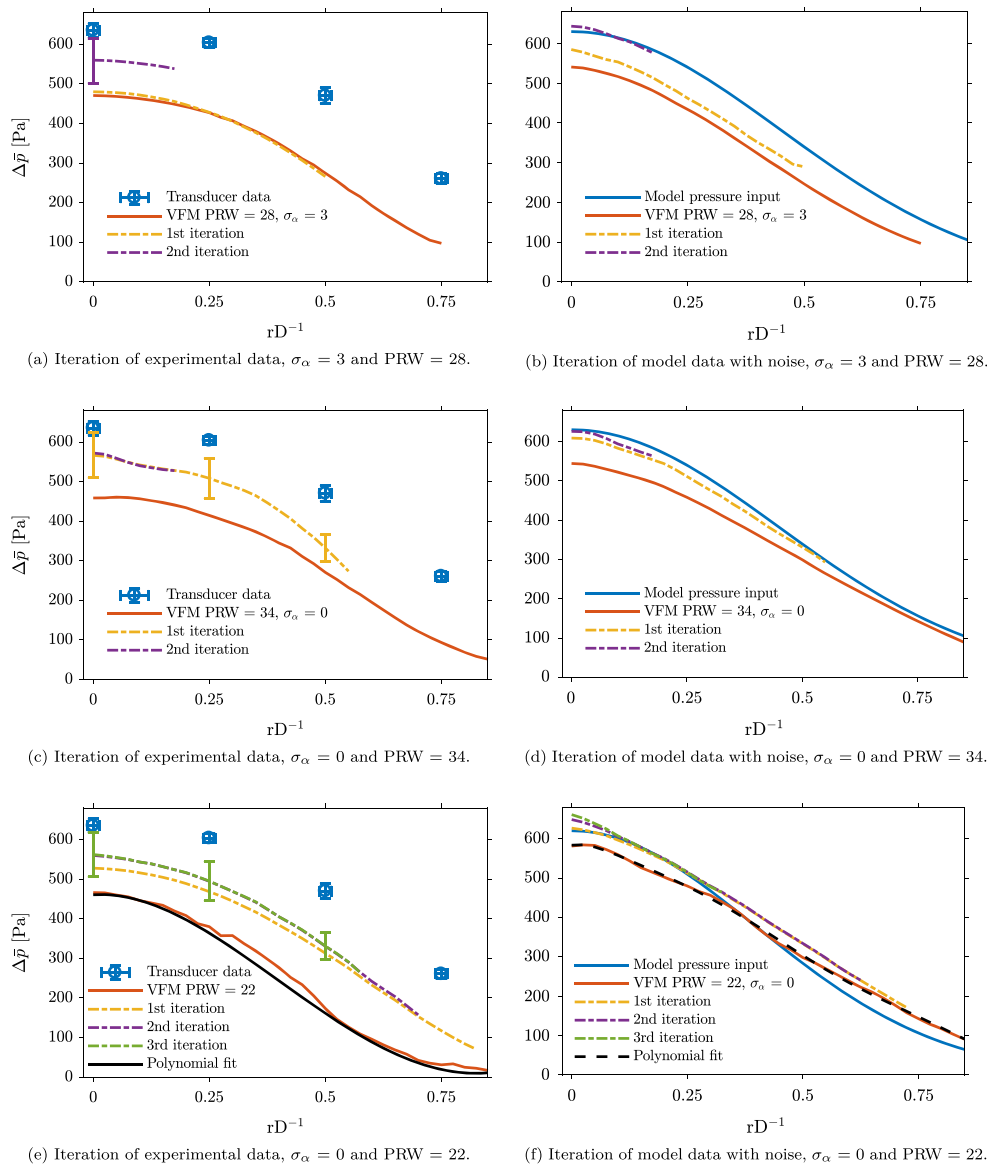 600
500
400
300
200
100
0
Δp̄ [Pa]
Transducer data
VFM PRW = 28, σα = 3
1st iteration
2nd iteration
0 0.25 0.5 0.75
rD⁻¹
(a) Iteration of experimental data, σα = 3 and PRW = 28.
600
500
400
300
200
100
0
Model pressure input
VFM PRW = 28, σα = 3
1st iteration
2nd iteration
0 0.25 0.5 0.75
rD⁻¹
(b) Iteration of model data with noise, σα = 3 and PRW = 28.
600
500
400
300
200
100
0
Δp̄ [Pa]
Transducer data
VFM PRW = 34, σα = 0
1st iteration
2nd iteration
0 0.25 0.5 0.75
rD⁻¹
(c) Iteration of experimental data, σα = 0 and PRW = 34.
600
500
400
300
200
100
0
Model pressure input
VFM PRW = 34, σα = 0
1st iteration
2nd iteration
0 0.25 0.5 0.75
rD⁻¹
(d) Iteration of model data with noise, σα = 0 and PRW = 34.
600
500
400
300
200
100
0
Δp̄ [Pa]
Transducer data
VFM PRW = 22
1st iteration
2nd iteration
3rd iteration
Polynomial fit
0 0.25 0.5 0.75
rD⁻¹
(e) Iteration of experimental data, σα = 0 and PRW = 22.
600
500
400
300
200
100
0
Model pressure input
VFM PRW = 22, σα = 0
1st iteration
2nd iteration
3rd iteration
Polynomial fit
0 0.25 0.5 0.75
rD⁻¹
(f) Iteration of model data with noise, σα = 0 and PRW = 22.